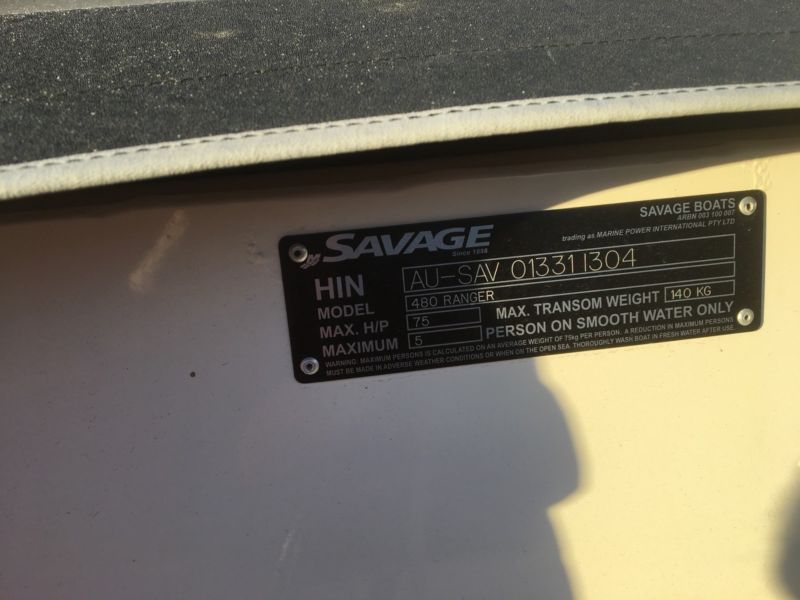 SAVAGE
Since 1898
SAVAGE BOATS
ARBN 003 100 007
trading as MARINE POWER INTERNATIONAL PTY LTD
HIN AU-SAV 013311304
MODEL 480 RANGER
MAX. H/P 75 MAX. TRANSOM WEIGHT 140 KG
MAXIMUM 5 PERSON ON SMOOTH WATER ONLY
WARNING: MAXIMUM PERSONS IS CALCULATED ON AN AVERAGE WEIGHT OF 75kg PER PERSON. A REDUCTION IN MAXIMUM PERSONS
MUST BE MADE IN ADVERSE WEATHER CONDITIONS OR WHEN ON THE OPEN SEA. THOROUGHLY WASH BOAT IN FRESH WATER AFTER USE